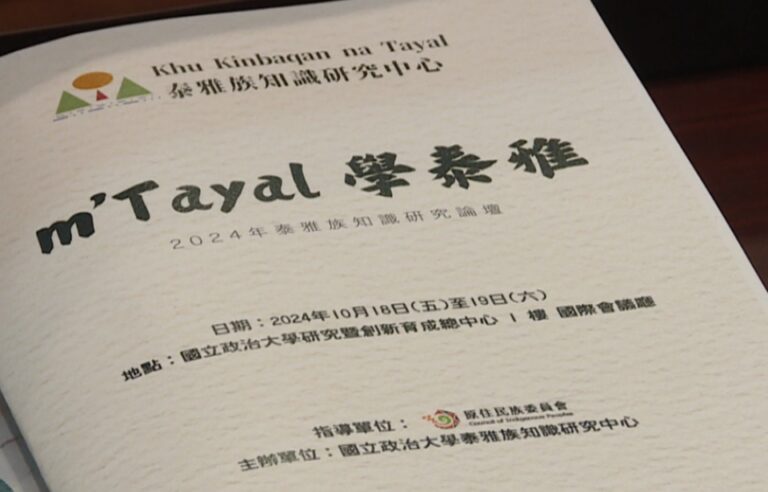 Khu Kinbaqan na Tayal
泰雅族知識研究中心
m'Tayal 學泰雅
2024年泰雅族知識研究論壇
日期：2024年10月18日(五)至19日(六)
地點：國立政治大學研究暨創新育成總中心 1 樓 國際會議廳
指導單位： 原住民族委員會
Council of Indigenous Peoples
主辦單位：國立政治大學泰雅族知識研究中心